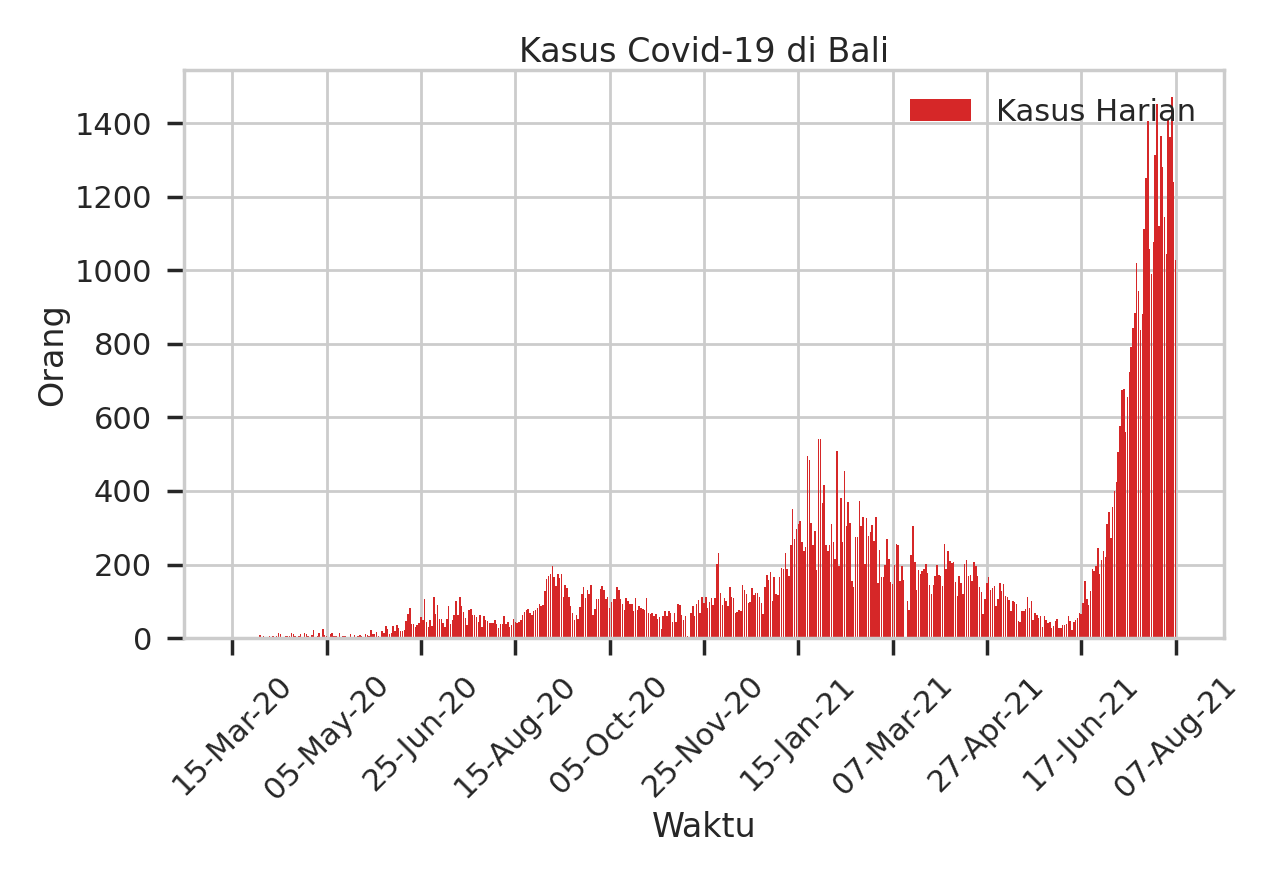 Kasus Covid-19 di Bali
Kasus Harian
Orang
1400
1200
1000
800
600
400
200
0
15-Mar-20
05-May-20
25-Jun-20
15-Aug-20
05-Oct-20
25-Nov-20
15-Jan-21
07-Mar-21
27-Apr-21
17-Jun-21
07-Aug-21
Waktu